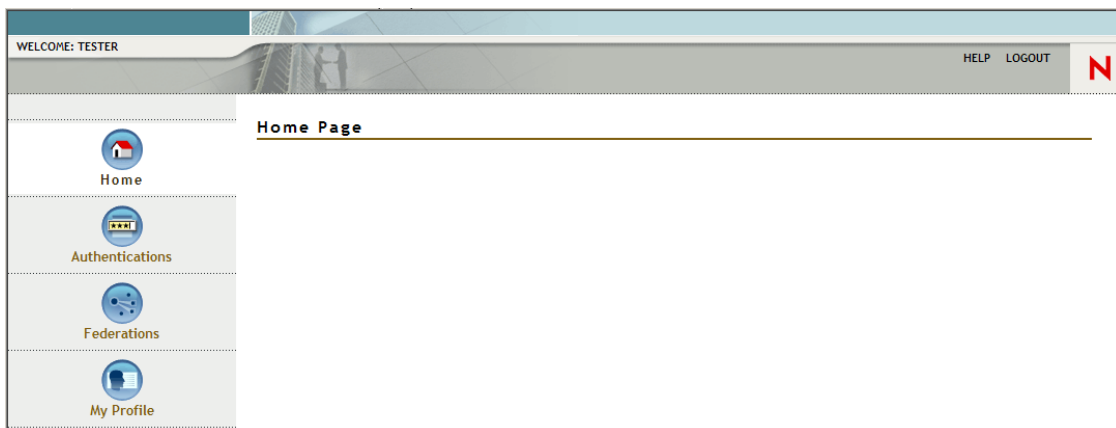 WELCOME: TESTER
HELP LOGOUT
N
Home Page
Home
Authentications
Federations
My Profile